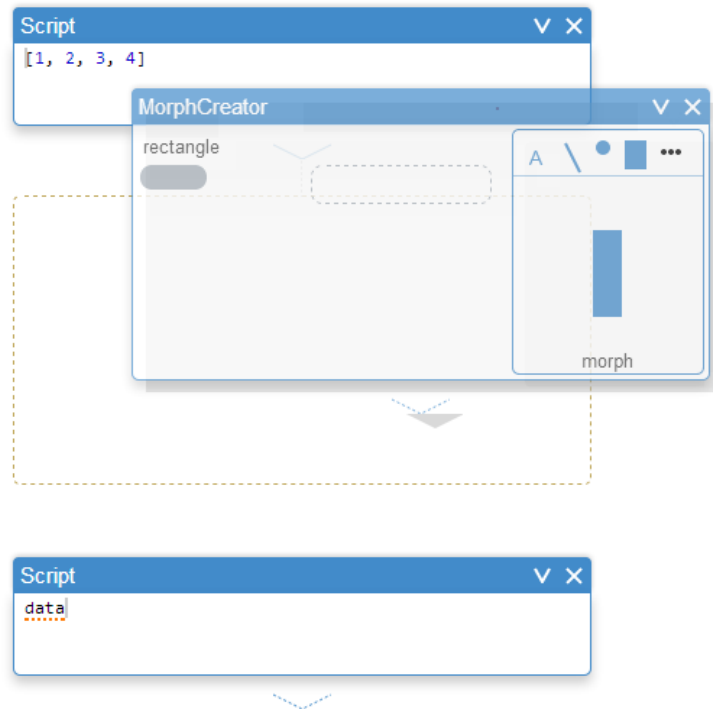 Script
[1, 2, 3, 4]
MorphCreator
rectangle
A
morph
Script
data